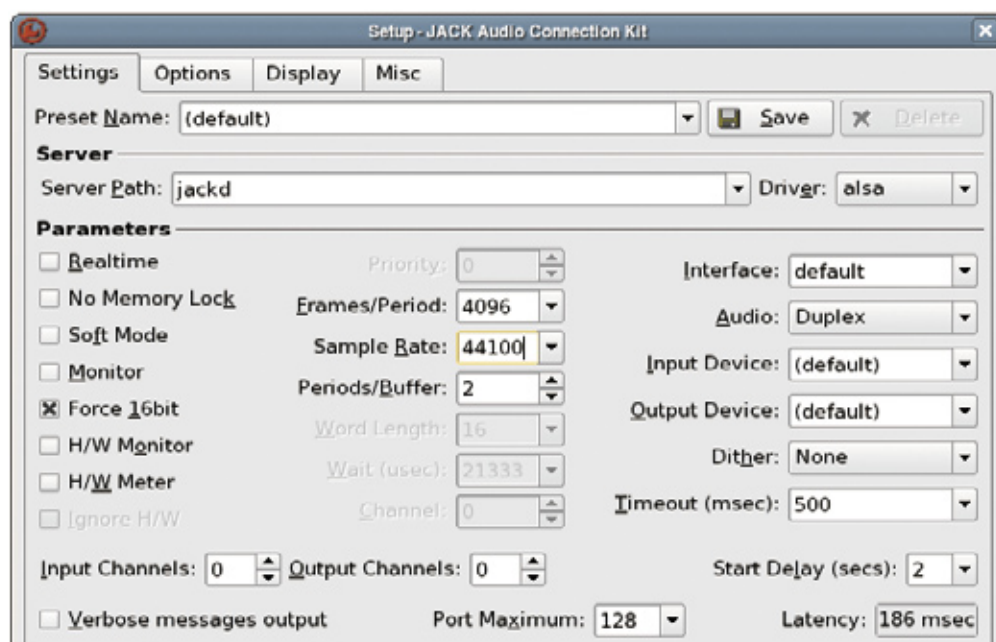 Setup - JACK Audio Connection Kit
Settings Options Display Misc
Preset Name: (default) Save Delete
Server
Server Path: jackd Driver: alsa
Parameters
Realtime Priority: 0 Interface: default
No Memory Lock Frames/Period: 4096 Audio: Duplex
Soft Mode Sample Rate: 44100 Input Device: (default)
Monitor Periods/Buffer: 2 Output Device: (default)
Force 16bit Word Length: 16 Dither: None
H/W Monitor Wait (usec): 21333 Timeout (msec): 500
H/W Meter Channel: 0
Ignore H/W
Input Channels: 0 Output Channels: 0 Start Delay (secs): 2
Verbose messages output Port Maximum: 128 Latency: 186 msec